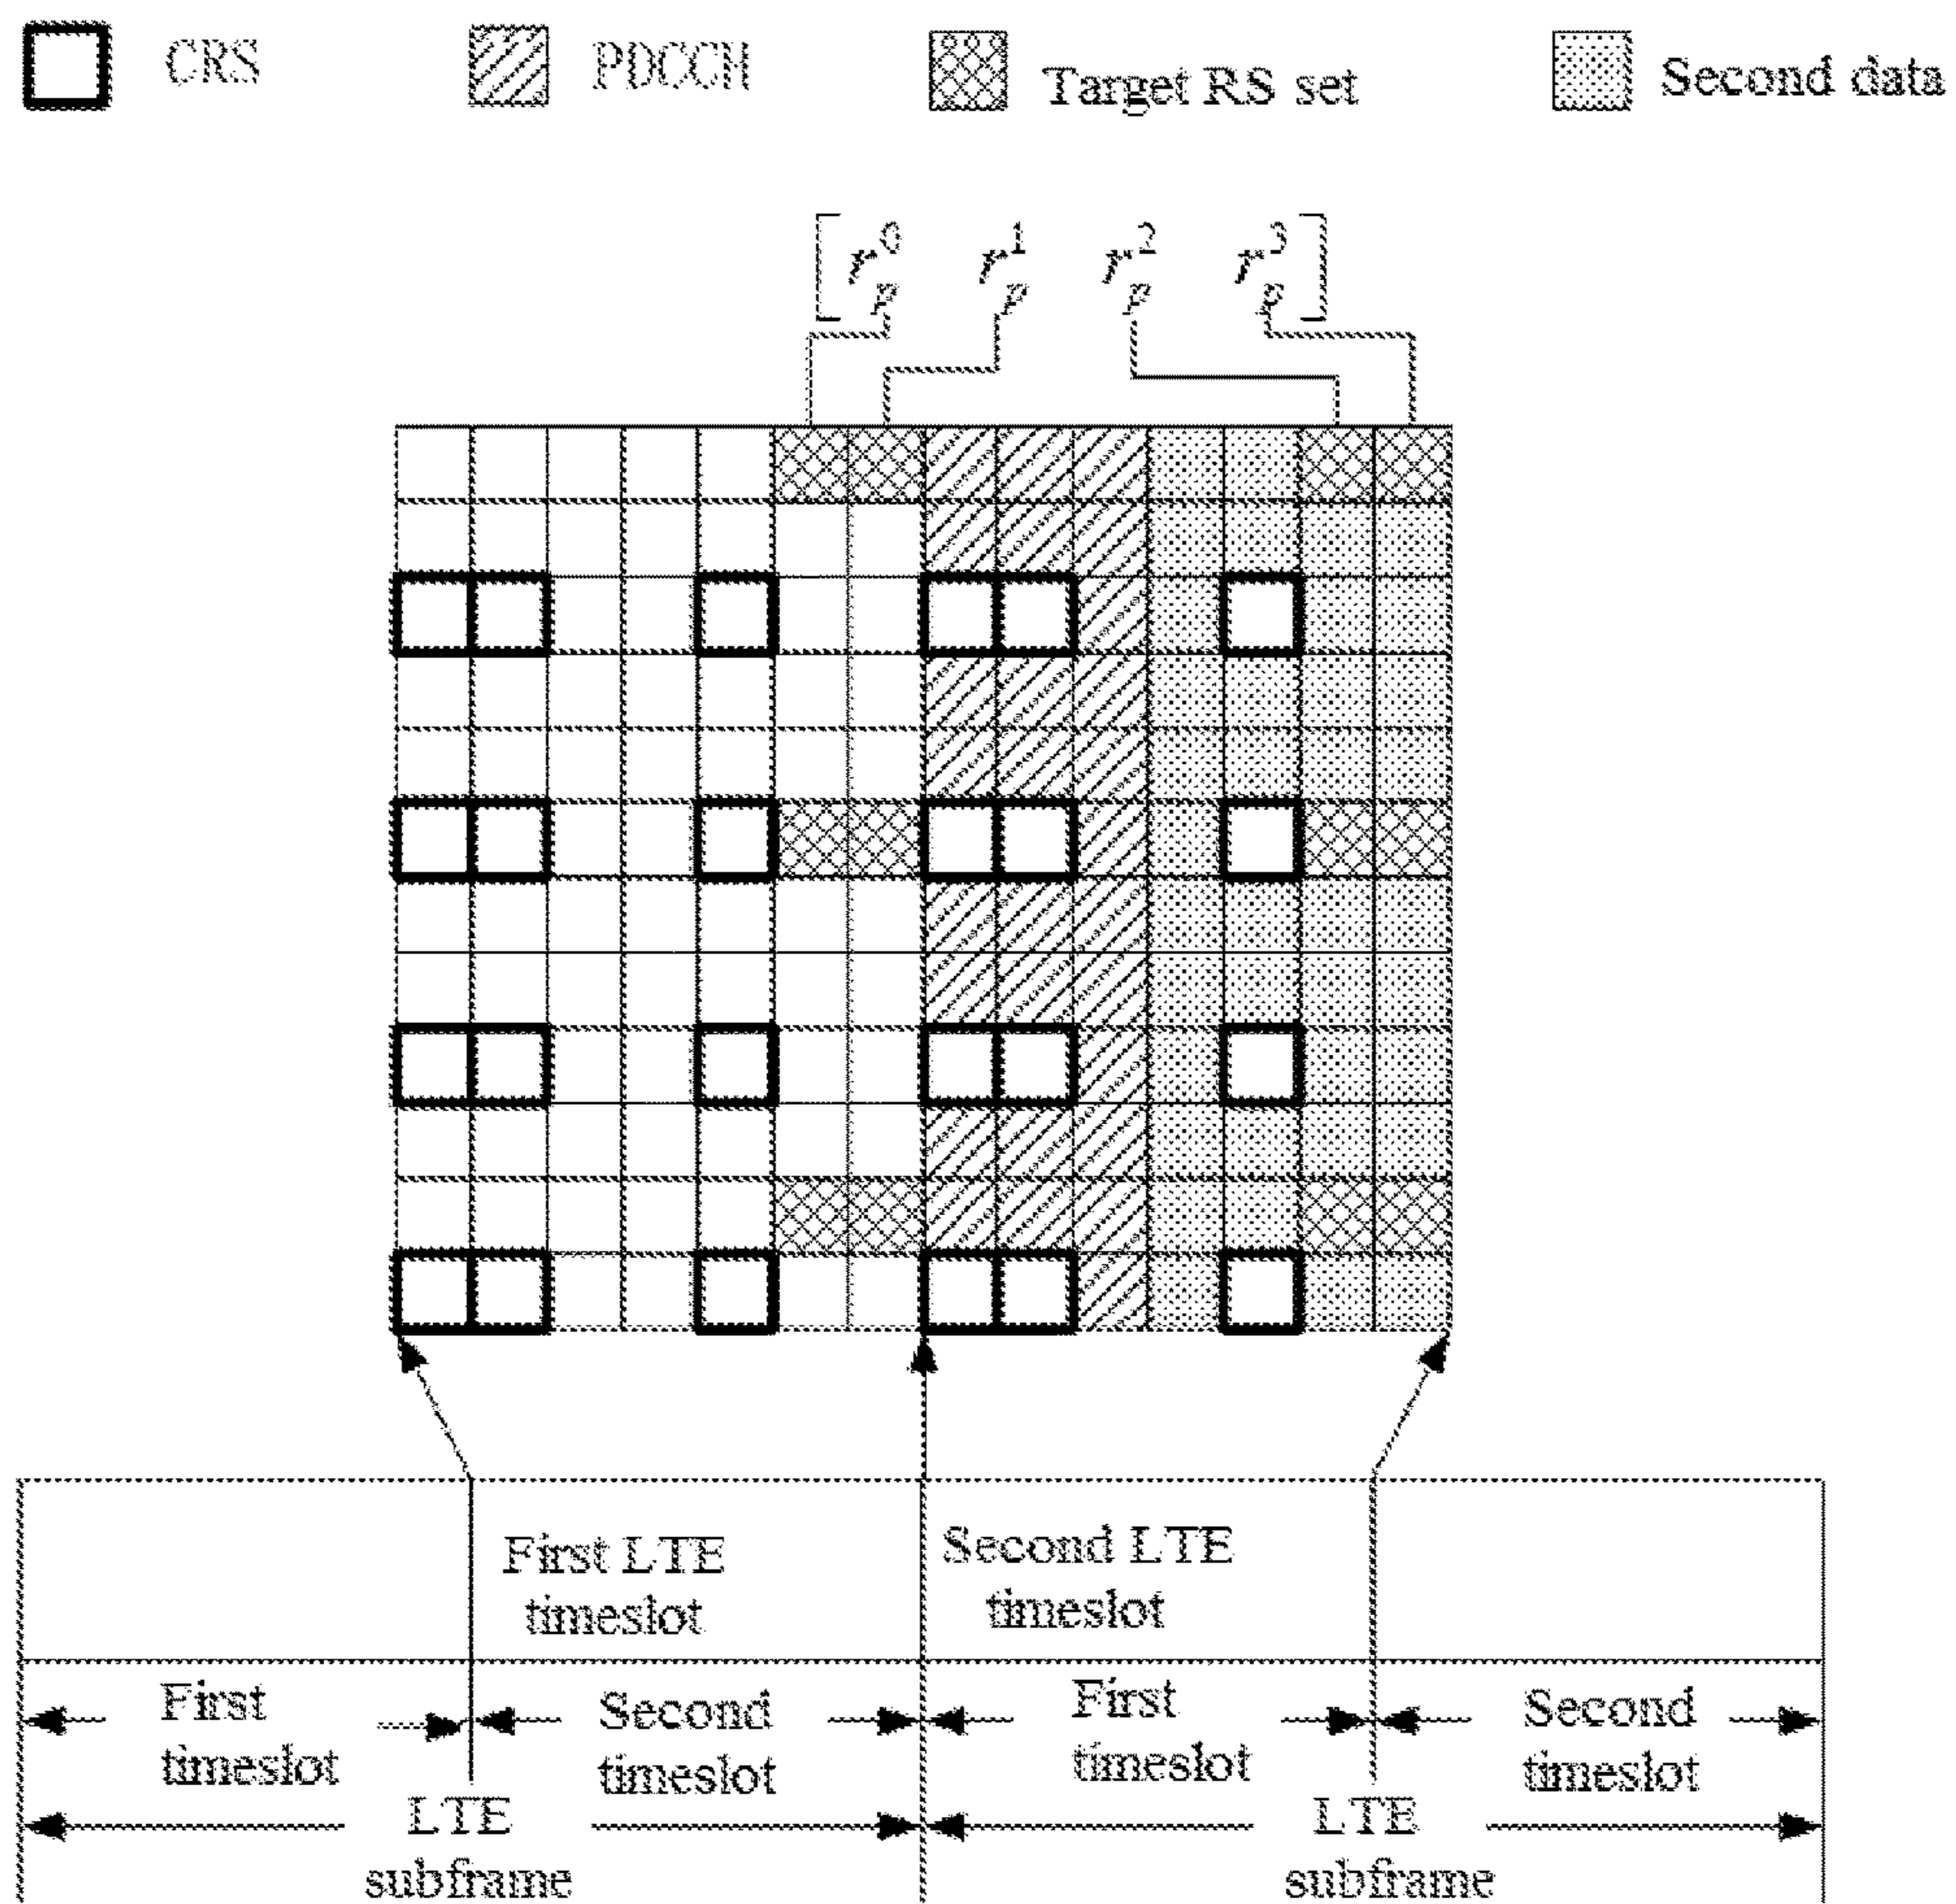 CRS PDCCH Target RS set Second data
[r_p^0 r_p^1 r_p^2 r_p^3]
First LTE
timeslot
Second LTE
timeslot
First
timeslot
Second
timeslot
First
timeslot
Second
timeslot
LTE
subframe
LTE
subframe